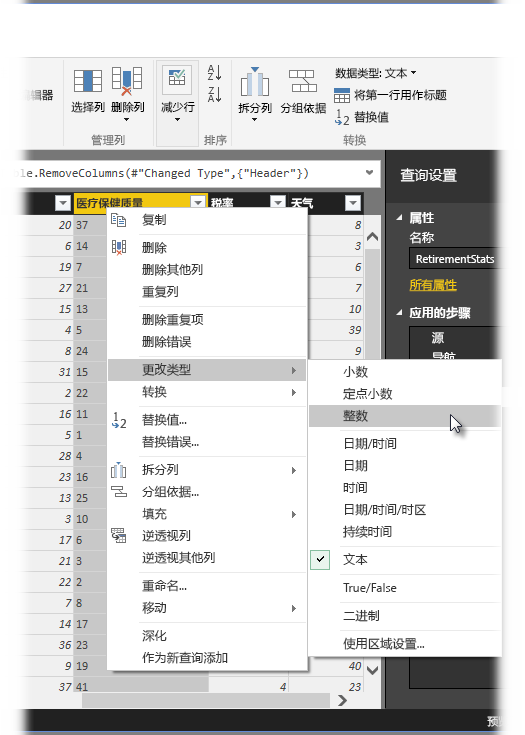 辑器
选择列 删除列
管理列
减少行
排序
拆分列 分组依据
数据类型: 文本
将第一行用作标题
替换值
转换
le.RemoveColumns(#"Changed Type",{"Header"})
查询设置
属性
名称
RetirementStats
所有属性
应用的步骤
源
导航
医疗保健质量 税率 天气
20 37 8
6 14 3
19 7 6
27 21 7
15 13 10
4 5 39
8 24 9
31 15
2 22
16 11
5 1
28 4
23 16
13 25
3 10
17 6
21 3
22 2
7 8
14 17
36 23
9 19 40
37 41 4 23
复制
删除
删除其他列
重复列
删除重复项
删除错误
更改类型
转换
替换值...
替换错误...
拆分列
分组依据...
填充
逆透视列
逆透视其他列
重命名...
移动
深化
作为新查询添加
小数
定点小数
整数
日期/时间
日期
时间
日期/时间/时区
持续时间
文本
True/False
二进制
使用区域设置...